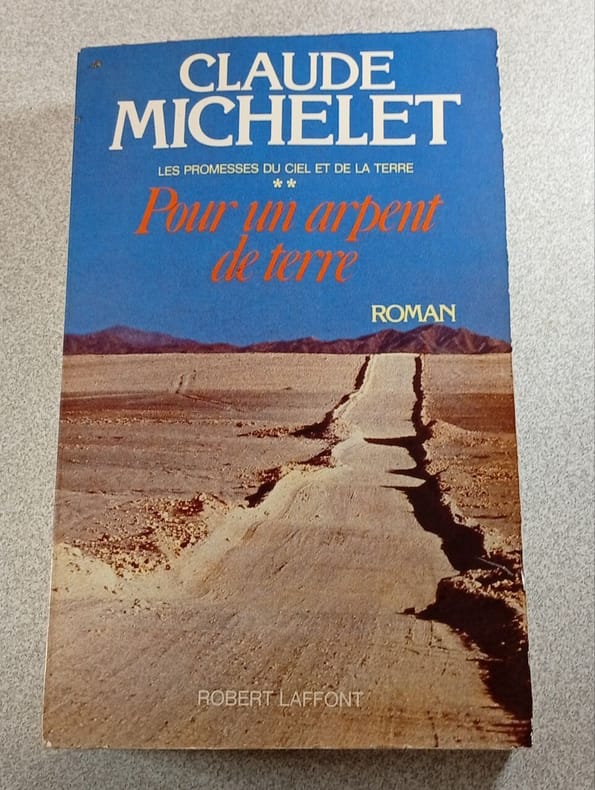 CLAUDE
MICHELET
LES PROMESSES DU CIEL ET DE LA TERRE
**
Pour un arpent
de terre
ROMAN
ROBERT LAFFONT